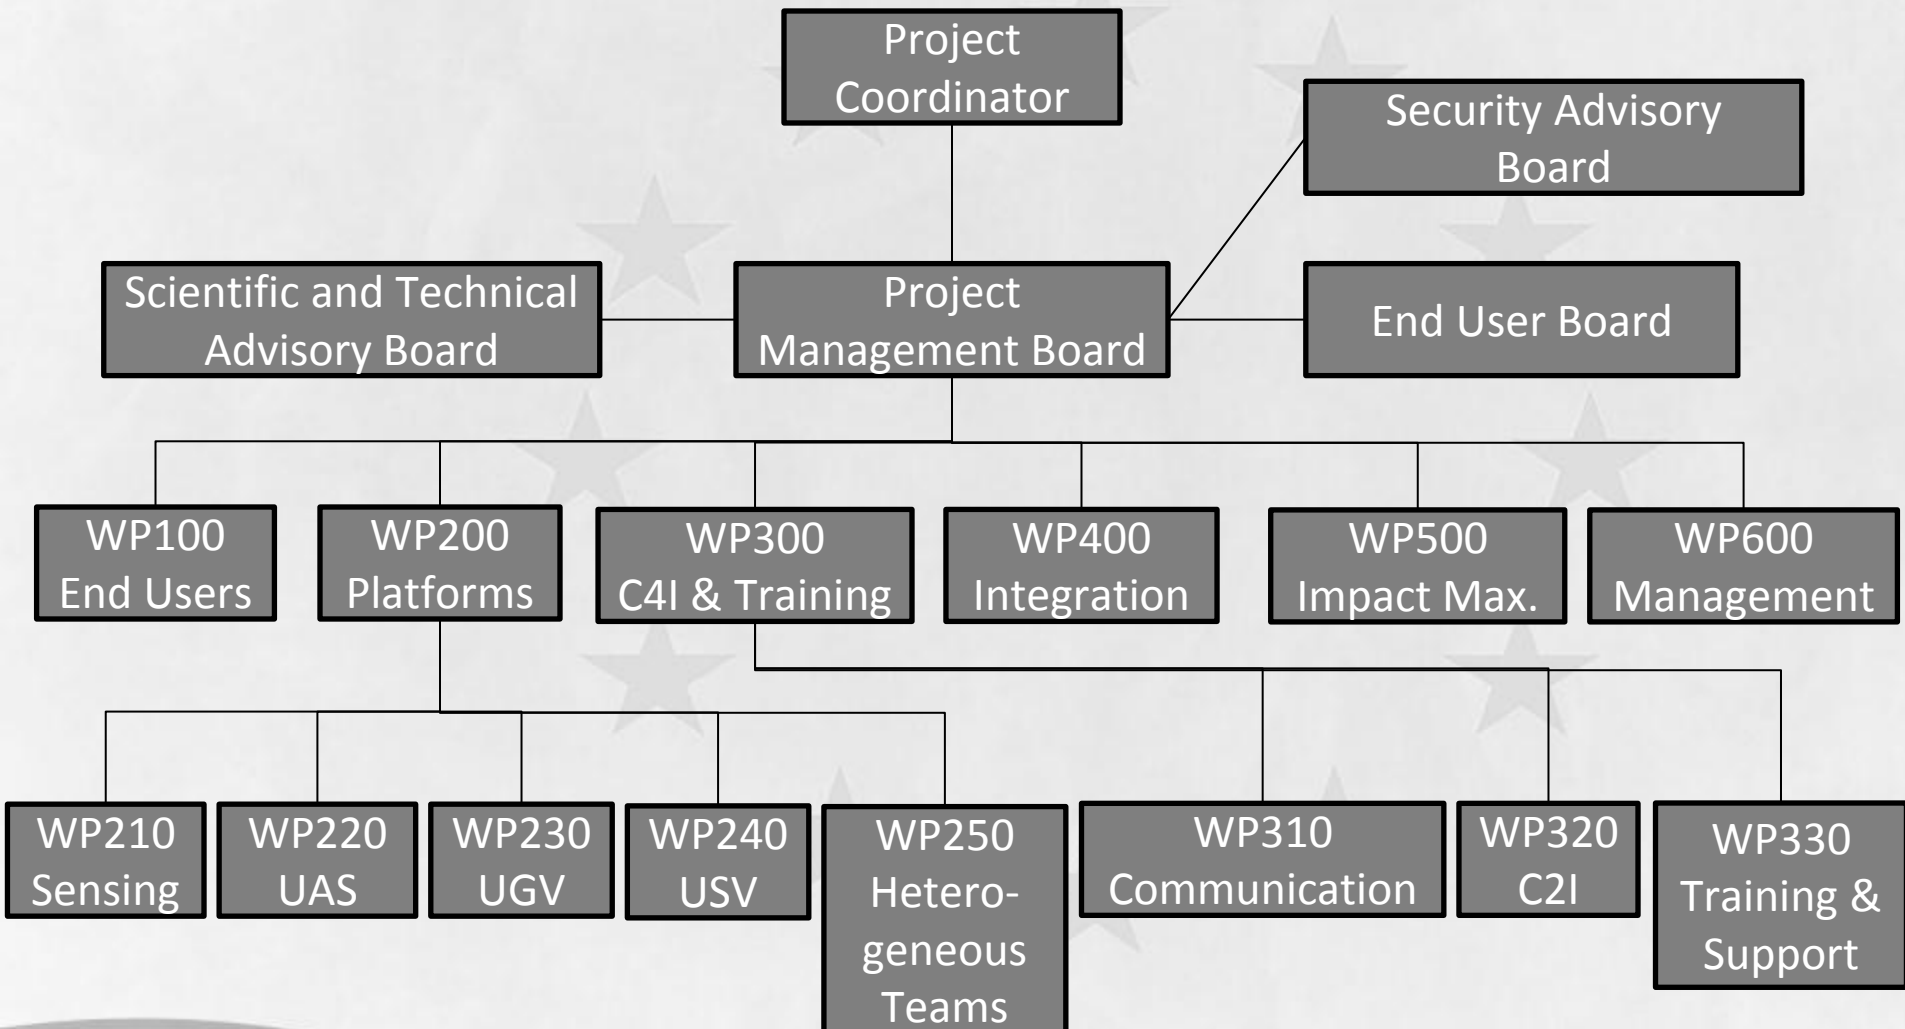 Project
Coordinator
Security Advisory
Board
Scientific and Technical
Advisory Board
Project
Management Board
End User Board
WP100
End Users
WP200
Platforms
WP300
C4I & Training
WP400
Integration
WP500
Impact Max.
WP600
Management
WP210
Sensing
WP220
UAS
WP230
UGV
WP240
USV
WP250
Hetero-
geneous
Teams
WP310
Communication
WP320
C2I
WP330
Training &
Support